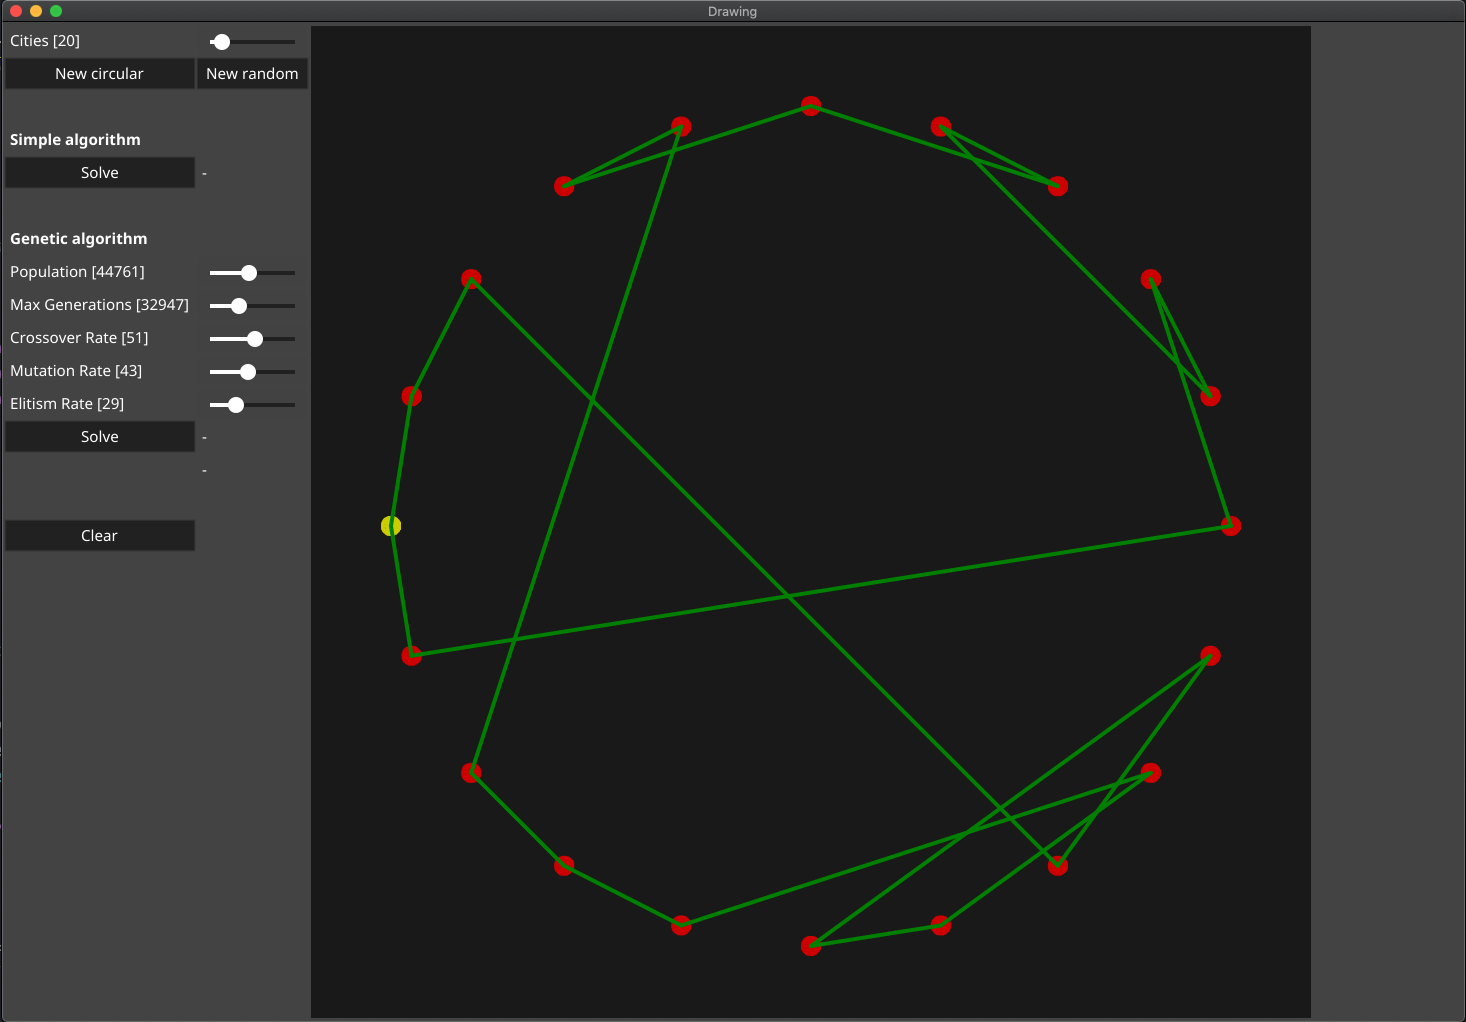 Drawing
Cities [20]
New circular New random
Simple algorithm
Solve -
Genetic algorithm
Population [44761]
Max Generations [32947]
Crossover Rate [51]
Mutation Rate [43]
Elitism Rate [29]
Solve -
-
Clear